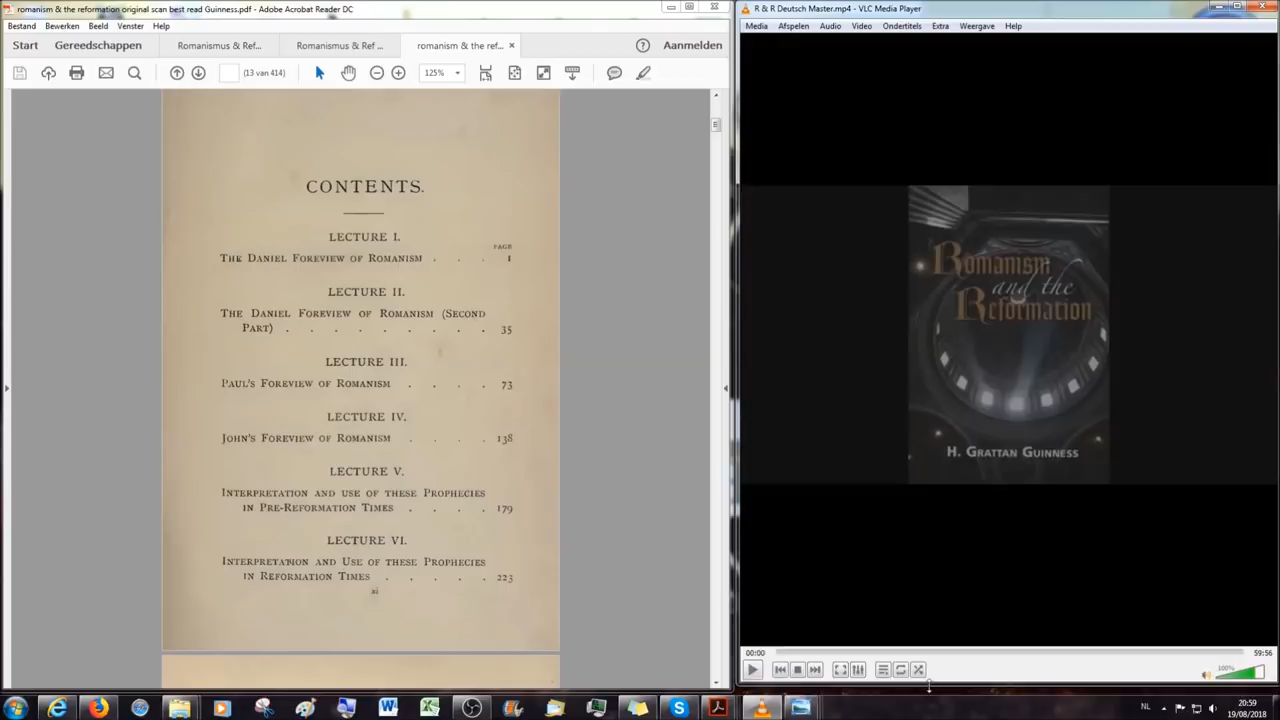 romanism & the reformation original scan best read Guinness.pdf - Adobe Acrobat Reader DC
Bestand Bewerken Beeld Venster Help
Start Gereedschappen Romanismus & Ref... Romanismus & Ref ... romanism & the ref... Aanmelden
(13 van 414) 125%
CONTENTS.
LECTURE I.
PAGE
THE DANIEL FOREVIEW OF ROMANISM . . . 1
LECTURE II.
THE DANIEL FOREVIEW OF ROMANISM (SECOND
PART) . . . . . . . . 35
LECTURE III.
PAUL'S FOREVIEW OF ROMANISM . . . . 73
LECTURE IV.
JOHN'S FOREVIEW OF ROMANISM . . . . 138
LECTURE V.
INTERPRETATION AND USE OF THESE PROPHECIES
IN PRE-REFORMATION TIMES . . . . 179
LECTURE VI.
INTERPRETATION AND USE OF THESE PROPHECIES
IN REFORMATION TIMES . . . . . 223
xi
R & R Deutsch Master.mp4 - VLC Media Player
Media Afspelen Audio Video Ondertitels Extra Weergave Help
Romanism
and the
Reformation
H. GRATTAN GUINNESS
00:00 59:56
100%
NL 20:59
19/08/2018